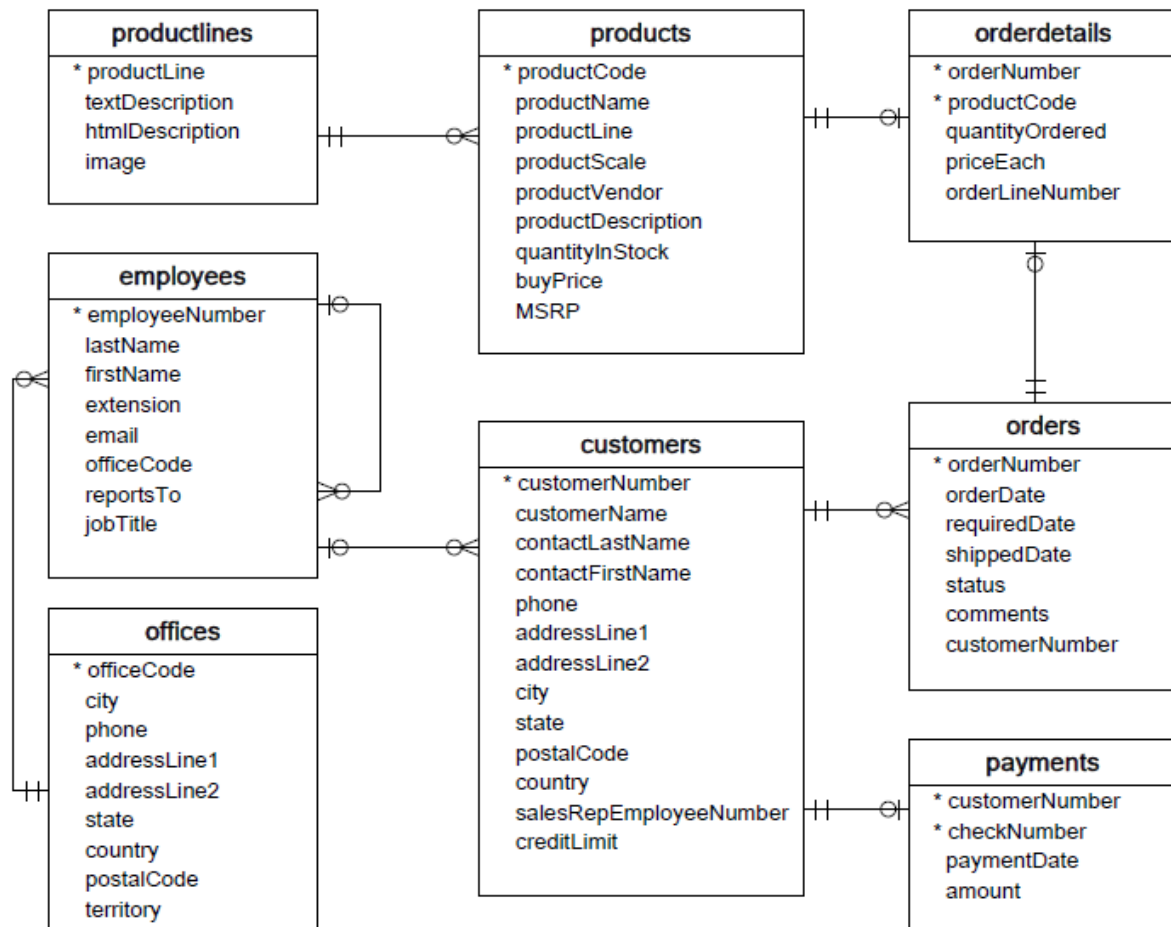 productlines
* productLine
textDescription
htmlDescription
image
products
* productCode
productName
productLine
productScale
productVendor
productDescription
quantityInStock
buyPrice
MSRP
orderdetails
* orderNumber
* productCode
quantityOrdered
priceEach
orderLineNumber
employees
* employeeNumber
lastName
firstName
extension
email
officeCode
reportsTo
jobTitle
customers
* customerNumber
customerName
contactLastName
contactFirstName
phone
addressLine1
addressLine2
city
state
postalCode
country
salesRepEmployeeNumber
creditLimit
orders
* orderNumber
orderDate
requiredDate
shippedDate
status
comments
customerNumber
offices
* officeCode
city
phone
addressLine1
addressLine2
state
country
postalCode
territory
payments
* customerNumber
* checkNumber
paymentDate
amount